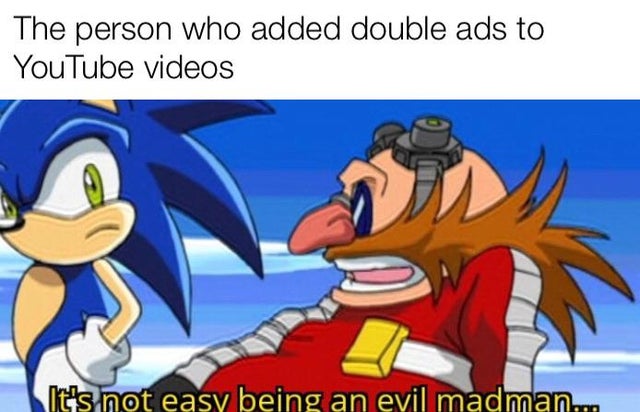 The person who added double ads to
YouTube videos
It's not easy being an evil madman...